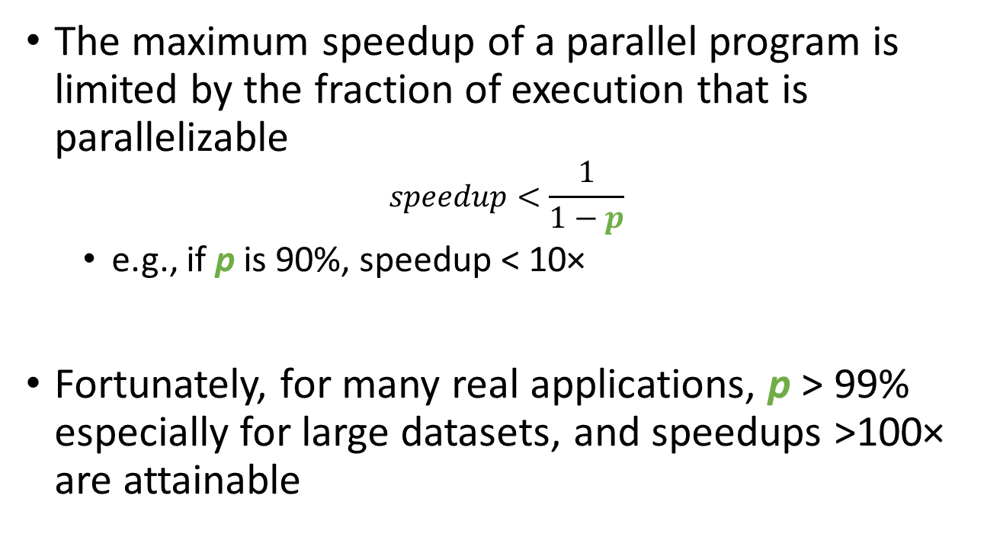 • The maximum speedup of a parallel program is
limited by the fraction of execution that is
parallelizable
speedup < 1 / (1 − p)
• e.g., if p is 90%, speedup < 10×
• Fortunately, for many real applications, p > 99%
especially for large datasets, and speedups >100×
are attainable